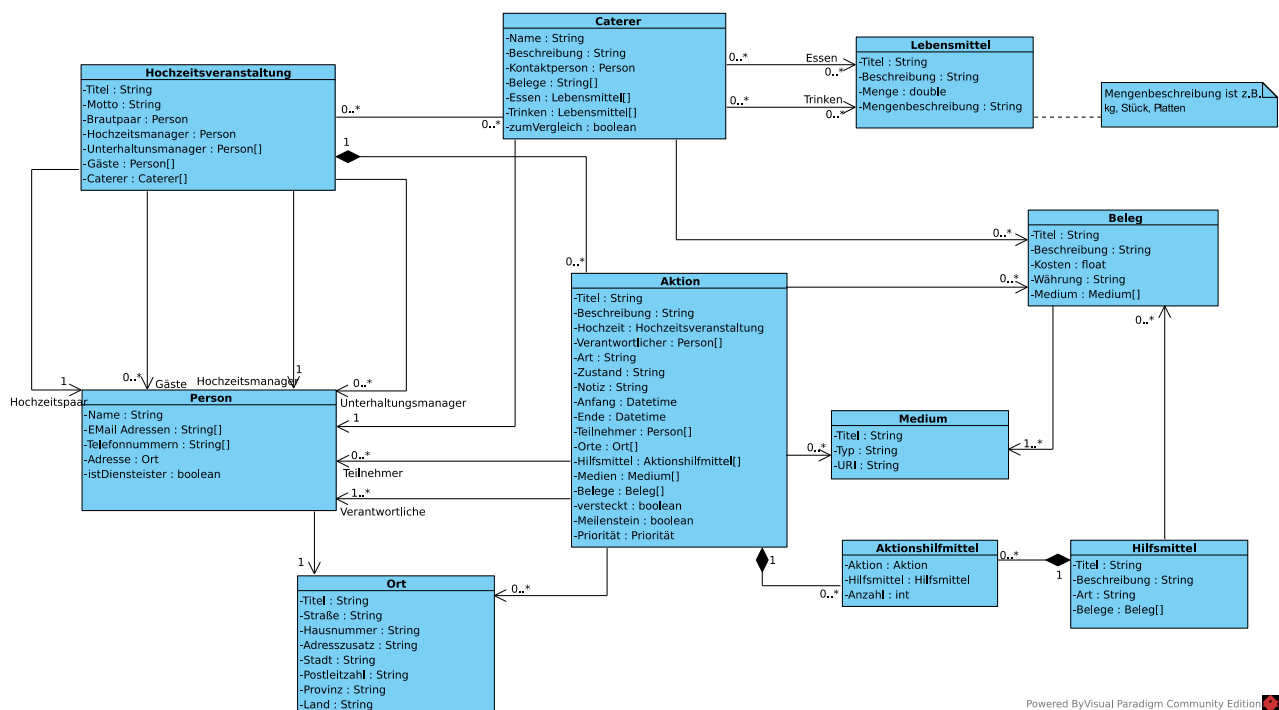 Caterer
-Name : String
-Beschreibung : String
-Kontaktperson : Person
-Belege : String[]
-Essen : Lebensmittel[]
-Trinken : Lebensmittel[]
-zumVergleich : boolean
Hochzeitsveranstaltung
-Titel : String
-Motto : String
-Brautpaar : Person
-Hochzeitsmanager : Person
-Unterhaltunsmanager : Person[]
-Gäste : Person[]
-Caterer : Caterer[]
0..*
0..*
0..*
Essen
0..*
0..*
Trinken
0..*
Lebensmittel
-Titel : String
-Beschreibung : String
-Menge : double
-Mengenbeschreibung : String
Mengenbeschreibung ist z.B.
kg, Stück, Platten
1
0..*
Beleg
-Titel : String
-Beschreibung : String
-Kosten : float
-Währung : String
-Medium : Medium[]
0..*
0..*
0..*
Aktion
-Titel : String
-Beschreibung : String
-Hochzeit : Hochzeitsveranstaltung
-Verantwortlicher : Person[]
-Art : String
-Zustand : String
-Notiz : String
-Anfang : Datetime
-Ende : Datetime
-Teilnehmer : Person[]
-Orte : Ort[]
-Hilfsmittel : Aktionshilfmittel[]
-Medien : Medium[]
-Belege : Beleg[]
-versteckt : boolean
-Meilenstein : boolean
-Priorität : Priorität
1
Hochzeitspaar
0..*
Gäste
1
Hochzeitsmanager
0..*
Unterhaltungsmanager
1
Person
-Name : String
-EMail Adressen : String[]
-Telefonnummern : String[]
-Adresse : Ort
-istDiensteister : boolean
0..*
Teilnehmer
1..*
Verantwortliche
0..*
1..*
Medium
-Titel : String
-Typ : String
-URI : String
1
0..*
Aktionshilfmittel
-Aktion : Aktion
-Hilfsmittel : Hilfsmittel
-Anzahl : int
0..*
1
Hilfsmittel
-Titel : String
-Beschreibung : String
-Art : String
-Belege : Beleg[]
1
0..*
Ort
-Titel : String
-Straße : String
-Hausnummer : String
-Adresszusatz : String
-Stadt : String
-Postleitzahl : String
-Provinz : String
-Land : String
Powered ByVisual Paradigm Community Edition